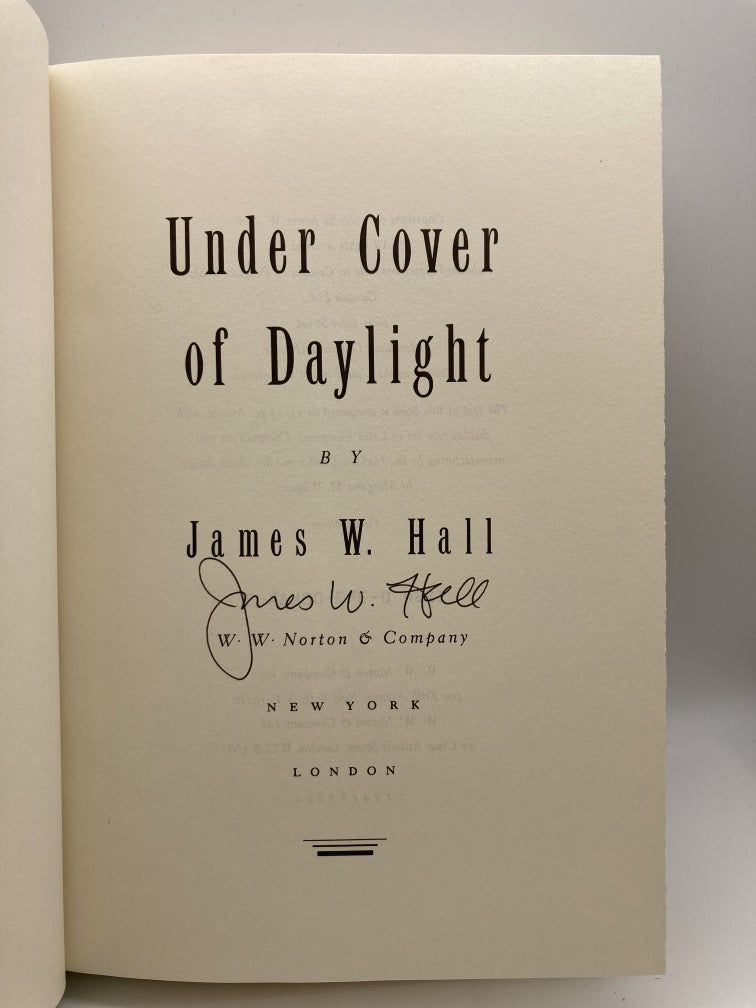 Under Cover
of Daylight
BY
James W. Hall
James W. Hall
W. W. Norton & Company
NEW YORK
LONDON